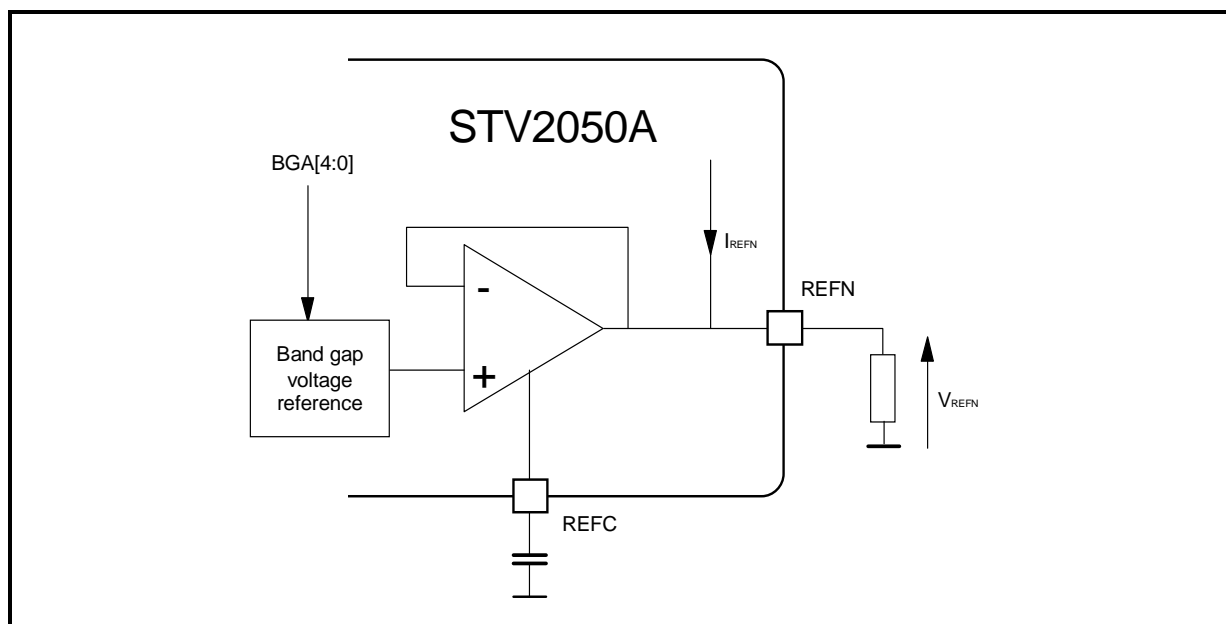 STV2050A
BGA[4:0]
IREFN
REFN
-
+
Band gap
voltage
reference
VREFN
REFC